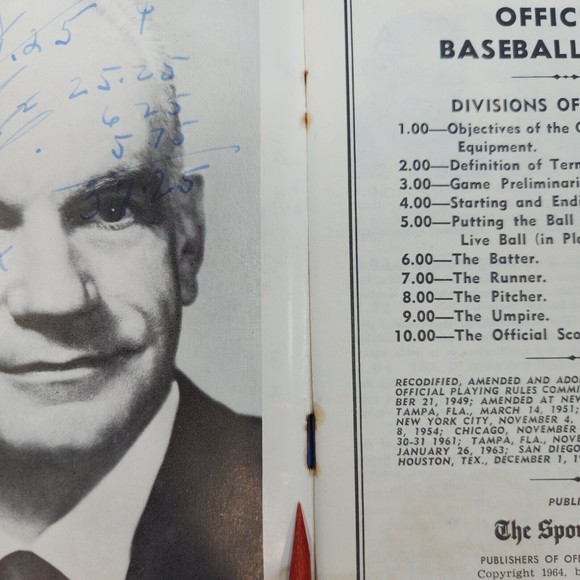 .25
4
25.25
6 25
5 75
37.25
OFFIC
BASEBALL
DIVISIONS OF
1.00—Objectives of the G
Equipment.
2.00—Definition of Term
3.00—Game Preliminari
4.00—Starting and Endi
5.00—Putting the Ball
Live Ball (in Pla
6.00—The Batter.
7.00—The Runner.
8.00—The Pitcher.
9.00—The Umpire.
10.00—The Official Sco
RECODIFIED, AMENDED AND ADO
OFFICIAL PLAYING RULES COMMI
BER 21, 1949; AMENDED AT NEW
TAMPA, FLA., MARCH 14, 1951;
NEW YORK CITY, NOVEMBER 4,
8, 1954; CHICAGO, NOVEMBER
30-31 1961; TAMPA, FLA., NOVE
JANUARY 26, 1963; SAN DIEGO
HOUSTON, TEX., DECEMBER 1, 19
PUBLI
The Spor
PUBLISHERS OF OFF
Copyright 1964, b